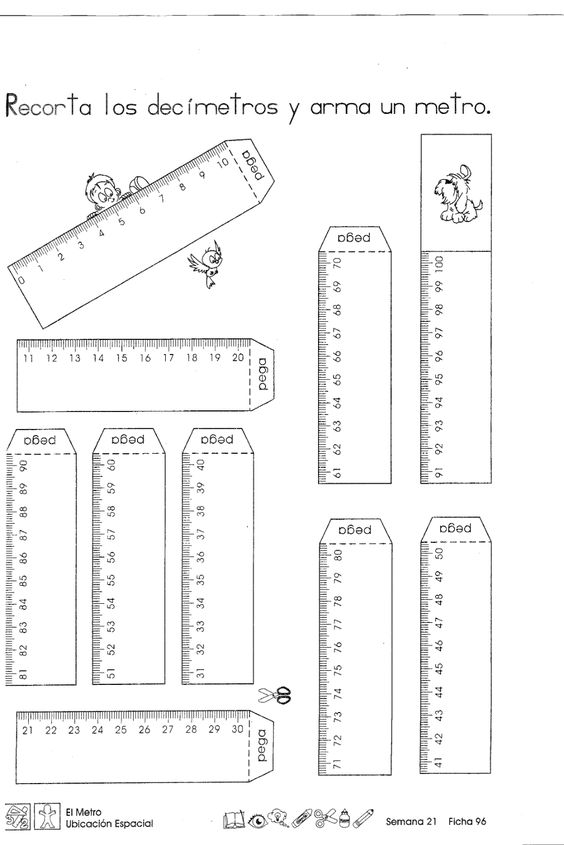 Recorta los decímetros y arma un metro.
0 1 2 3 4 5 6 7 8 9 10
pega
11 12 13 14 15 16 17 18 19 20
pega
pega
61 62 63 64 65 66 67 68 69 70
91 92 93 94 95 96 97 98 99 100
pega
81 82 83 84 85 86 87 88 89 90
pega
51 52 53 54 55 56 57 58 59 60
pega
31 32 33 34 35 36 37 38 39 40
pega
71 72 73 74 75 76 77 78 79 80
pega
41 42 43 44 45 46 47 48 49 50
21 22 23 24 25 26 27 28 29 30
pega
El Metro
Ubicación Espacial
Semana 21 Ficha 96